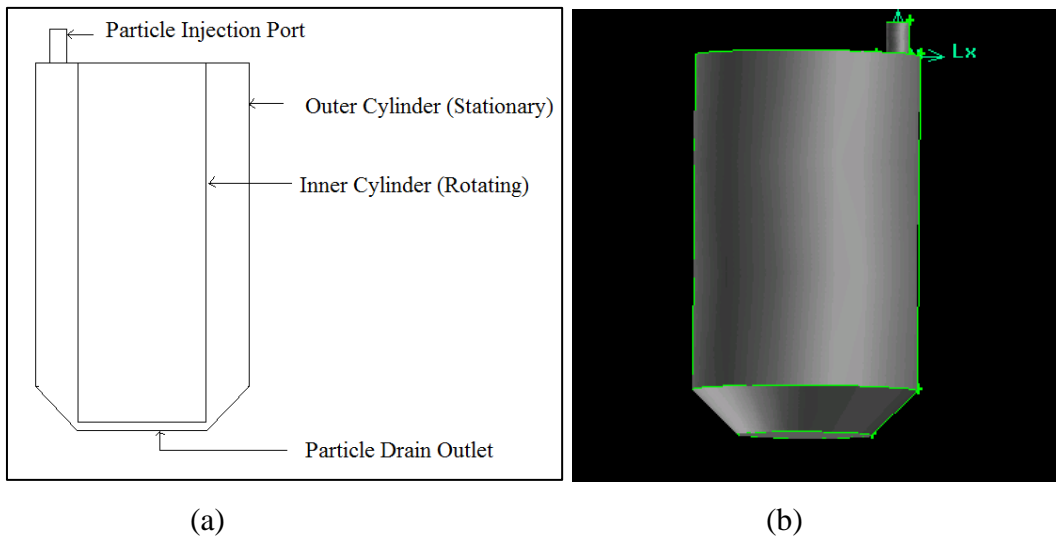 Particle Injection Port
Lx
Outer Cylinder (Stationary)
Inner Cylinder (Rotating)
Particle Drain Outlet
(a)
(b)